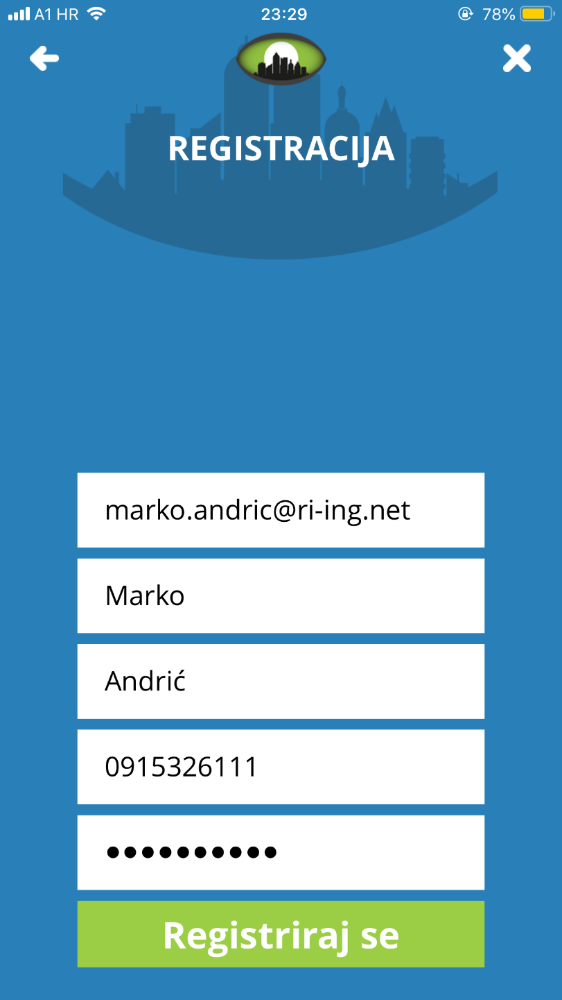 A1 HR 23:29 78%
REGISTRACIJA
marko.andric@ri-ing.net
Marko
Andrić
0915326111
••••••••••
Registriraj se